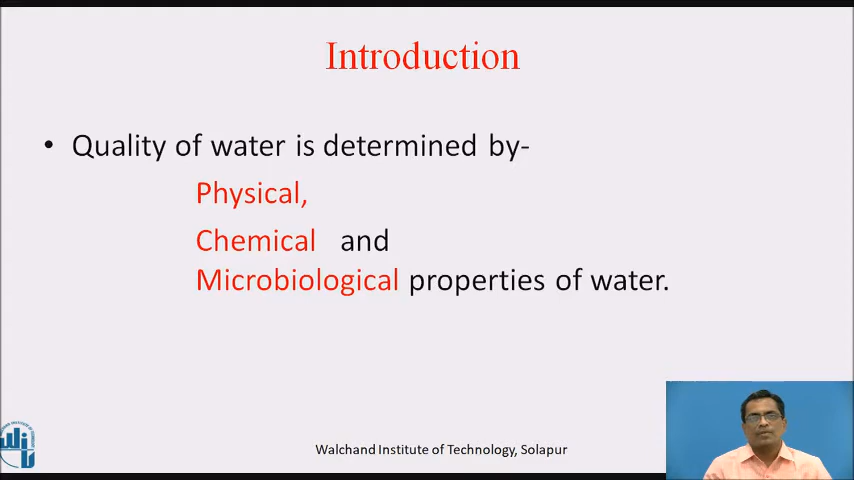 Introduction
• Quality of water is determined by-
Physical,
Chemical and
Microbiological properties of water.
Walchand Institute of Technology, Solapur